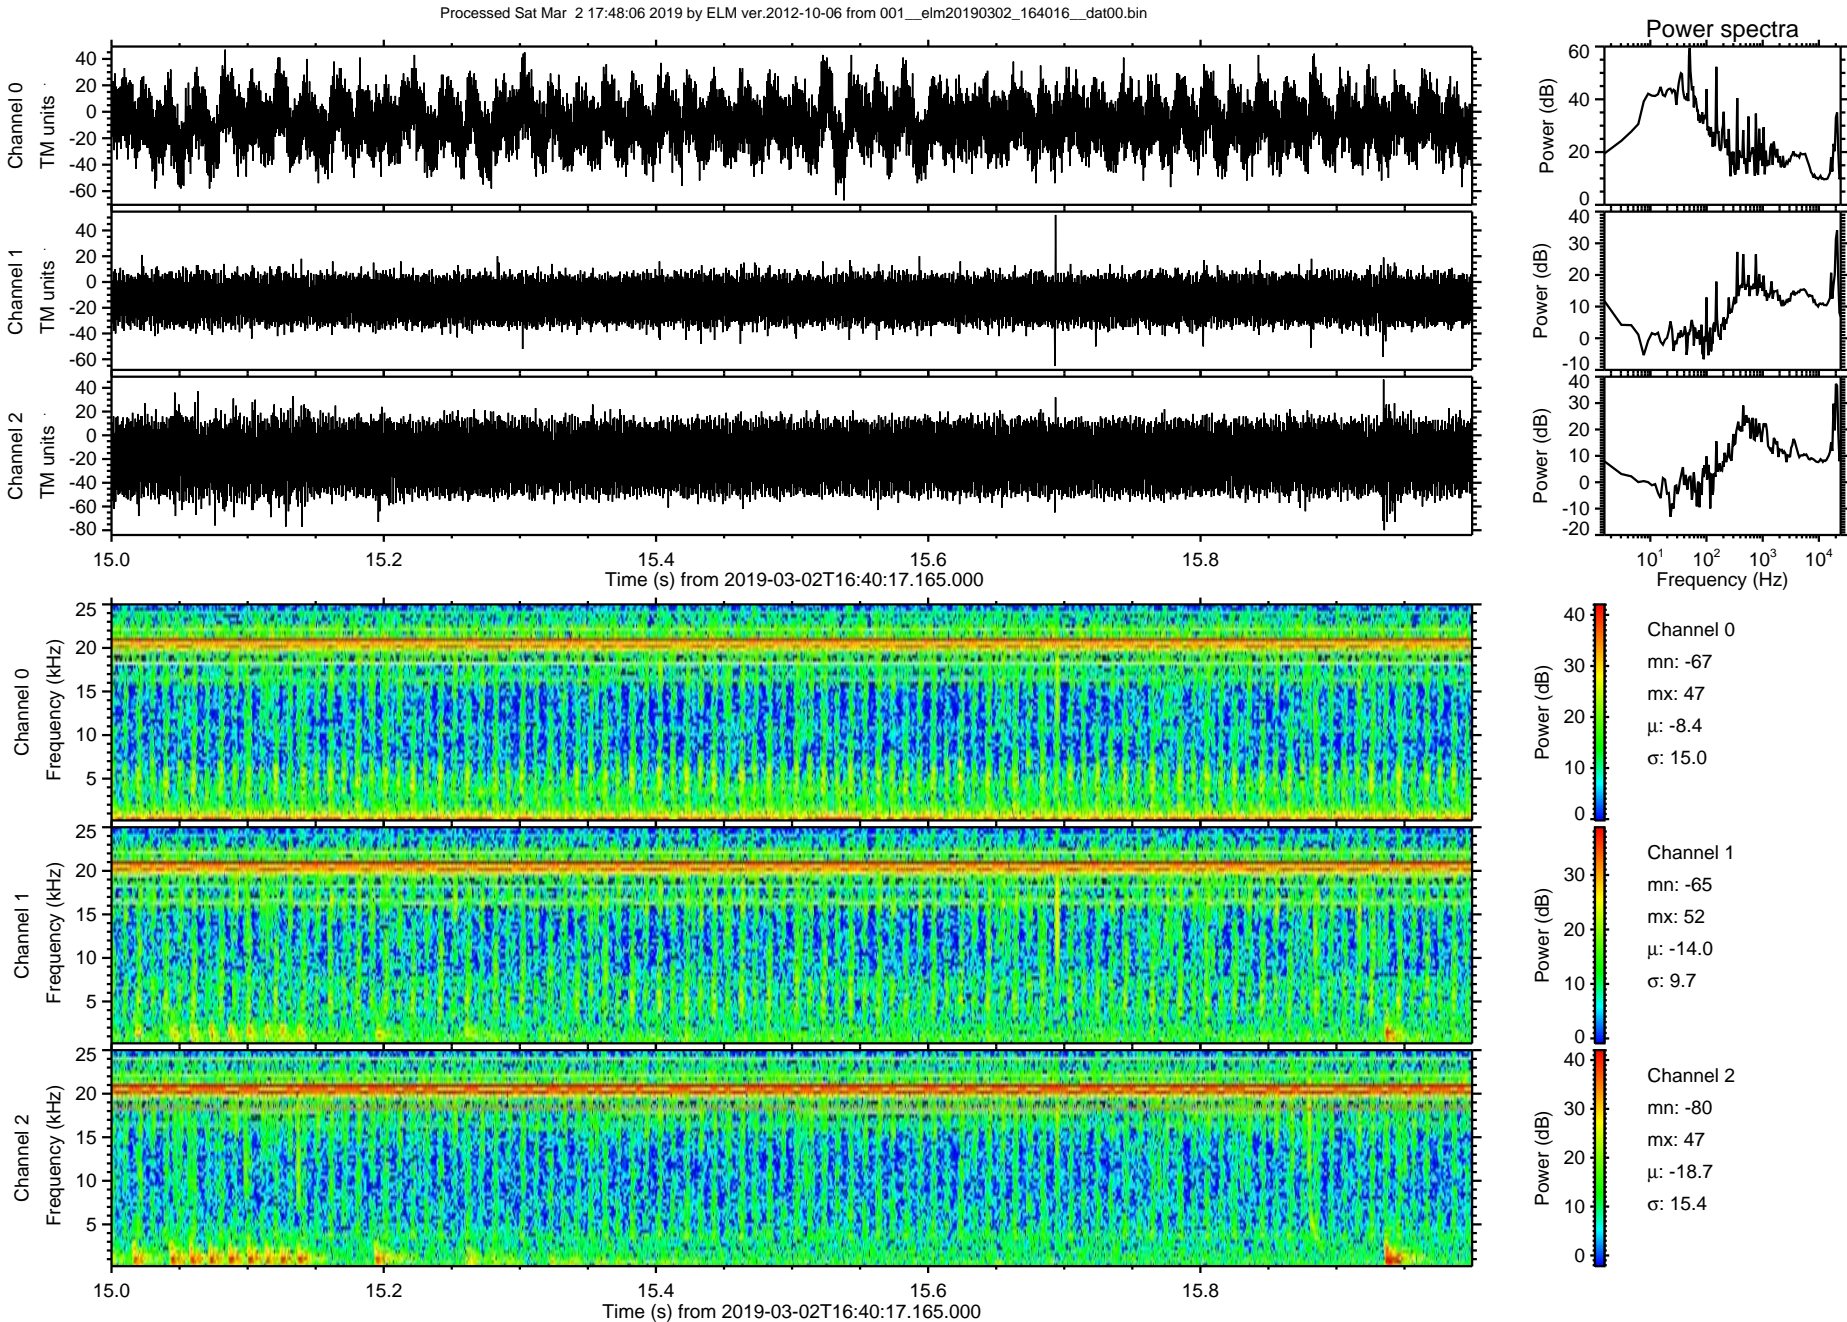 Processed Sat Mar  2 17:48:06 2019 by ELM ver.2012-10-06 from 001__elm20190302_164016__dat00.bin
Power spectra
Channel 0
TM units
40
20
0
-20
-40
-60
Power (dB)
60
40
20
0
Channel 1
TM units
40
20
0
-20
-40
-60
Power (dB)
40
30
20
10
0
-10
Channel 2
TM units
40
20
0
-20
-40
-60
-80
Power (dB)
40
30
20
10
0
-10
-20
15.0 15.2 15.4 15.6 15.8
Time (s) from 2019-03-02T16:40:17.165.000
10^1 10^2 10^3 10^4
Frequency (Hz)
Channel 0
Frequency (kHz)
25
20
15
10
5
Power (dB)
40
30
20
10
0
Channel 0
mn: -67
mx: 47
μ: -8.4
σ: 15.0
Channel 1
Frequency (kHz)
25
20
15
10
5
Power (dB)
30
20
10
0
Channel 1
mn: -65
mx: 52
μ: -14.0
σ: 9.7
Channel 2
Frequency (kHz)
25
20
15
10
5
Power (dB)
40
30
20
10
0
Channel 2
mn: -80
mx: 47
μ: -18.7
σ: 15.4
15.0 15.2 15.4 15.6 15.8
Time (s) from 2019-03-02T16:40:17.165.000